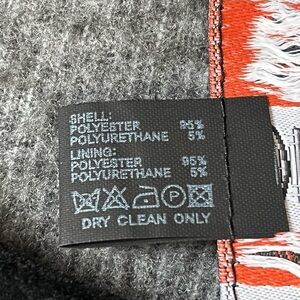 SHELL:
POLYESTER 95%
POLYURETHANE 5%
LINING:
POLYESTER 95%
POLYURETHANE 5%
DRY CLEAN ONLY